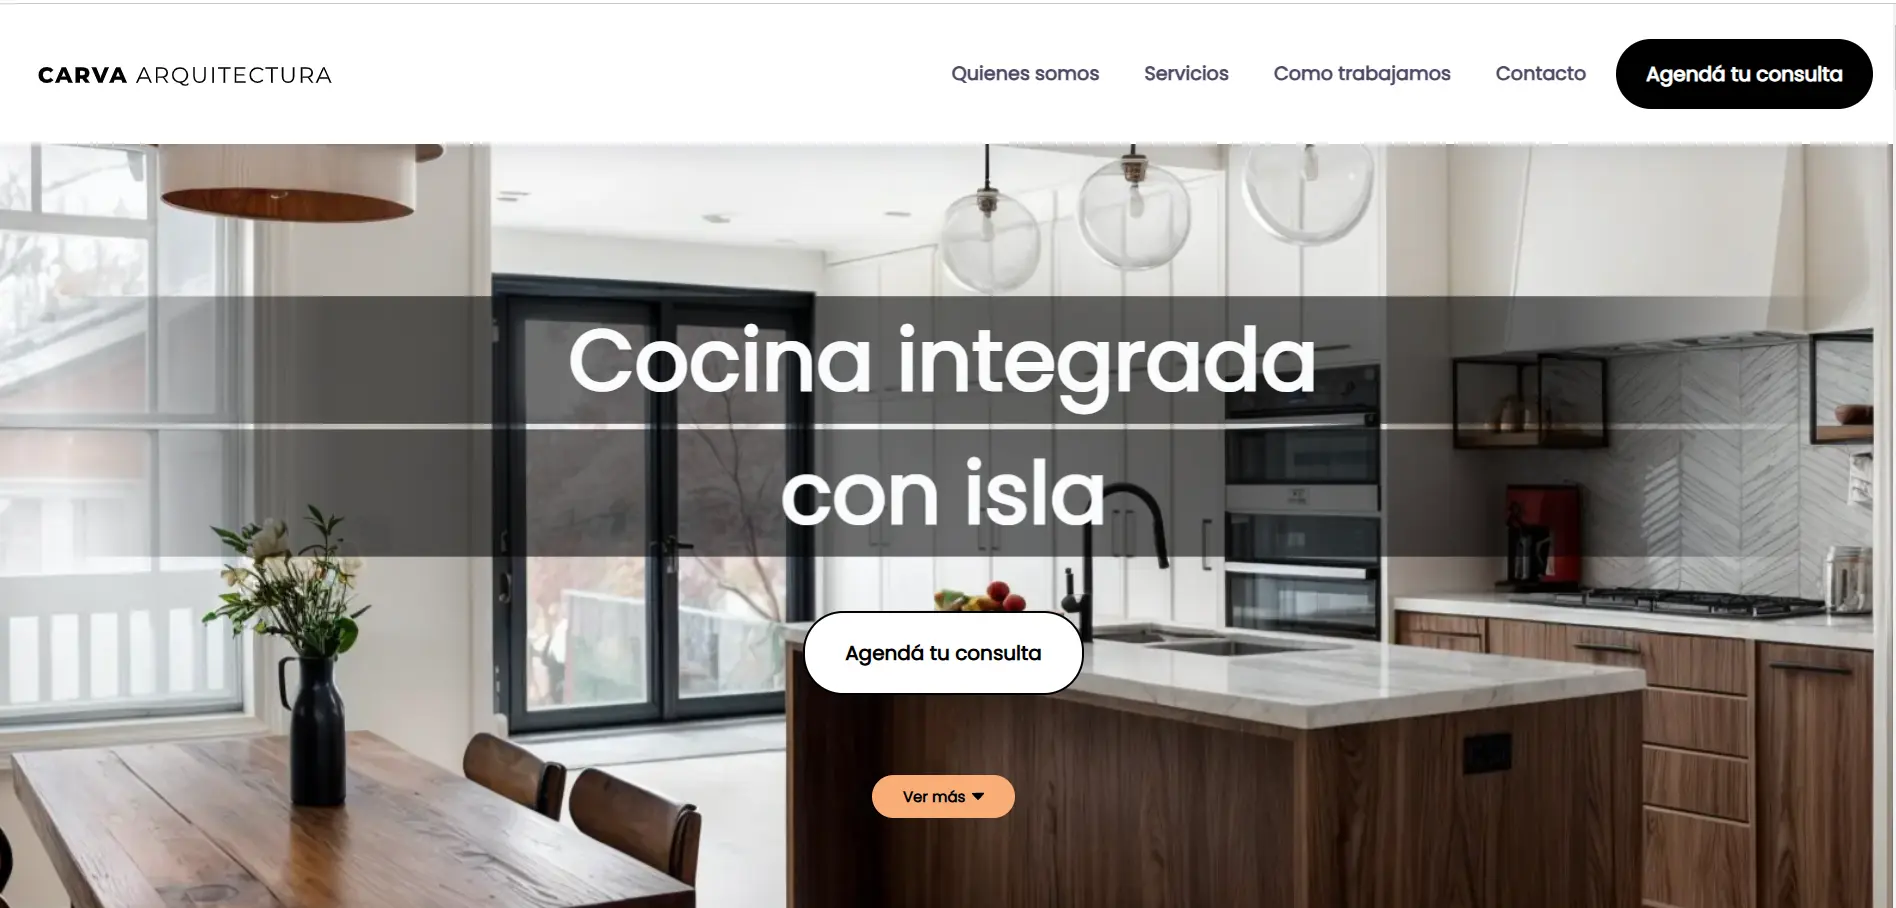 CARVA ARQUITECTURA
Quienes somos
Servicios
Como trabajamos
Contacto
Agendá tu consulta
Cocina integrada
con isla
Agendá tu consulta
Ver más